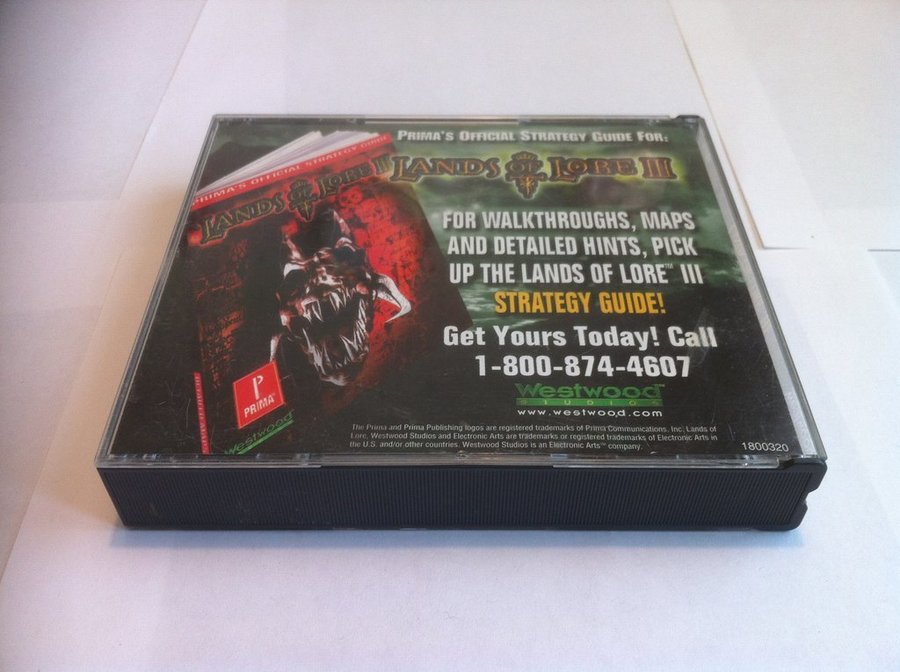 PRIMA'S OFFICIAL STRATEGY GUIDE FOR:
LANDS OF LORE III
FOR WALKTHROUGHS, MAPS
AND DETAILED HINTS, PICK
UP THE LANDS OF LORE™ III
STRATEGY GUIDE!
Get Yours Today! Call
1-800-874-4607
Westwood™
STUDIOS
www.westwood.com
The Prima and Prima Publishing logos are registered trademarks of Prima Communications, Inc. Lands of
Lore, Westwood Studios and Electronic Arts are trademarks or registered trademarks of Electronic Arts in
the U.S. and/or other countries. Westwood Studios is an Electronic Arts™ company.
1800320
PRIMA'S OFFICIAL STRATEGY GUIDE
LANDS OF LORE III
P
PRIMA®
Westwood